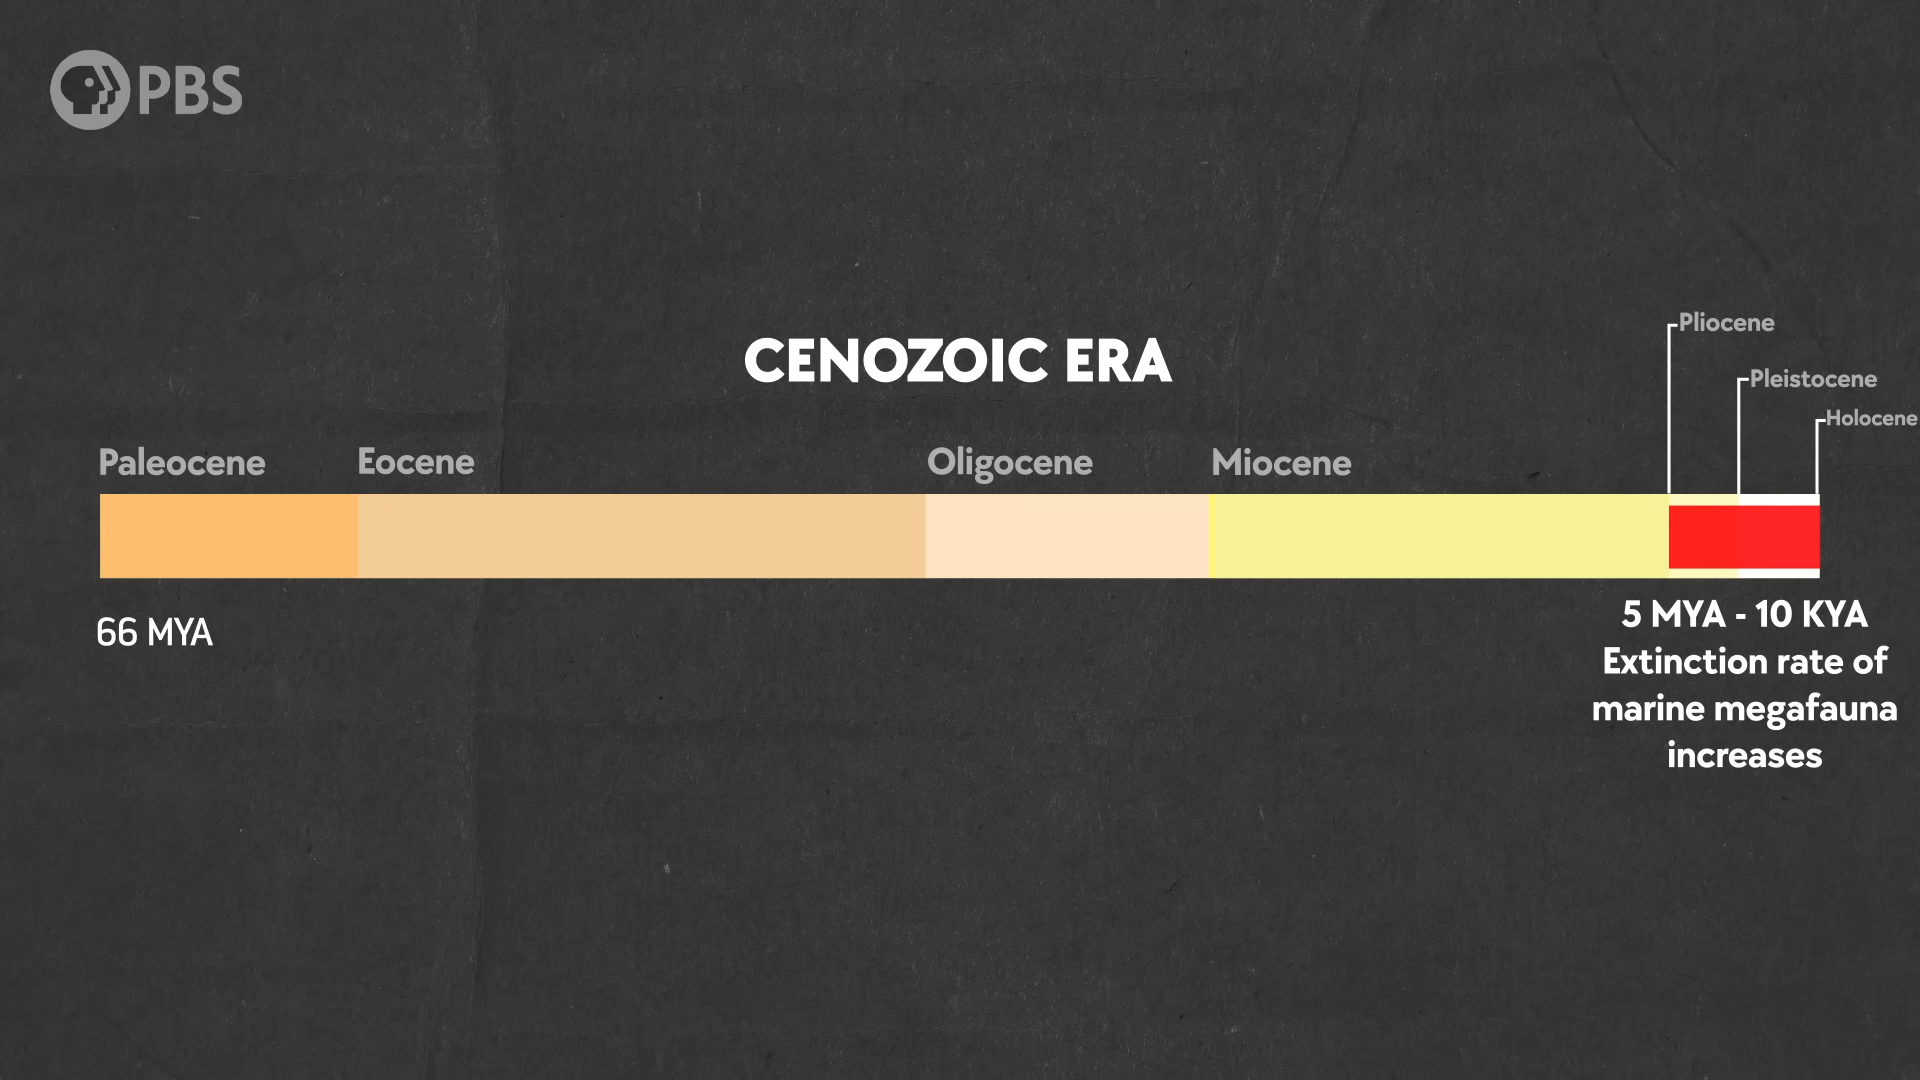 PBS
CENOZOIC ERA
Pliocene
Pleistocene
Holocene
Paleocene
Eocene
Oligocene
Miocene
66 MYA
5 MYA - 10 KYA
Extinction rate of
marine megafauna
increases